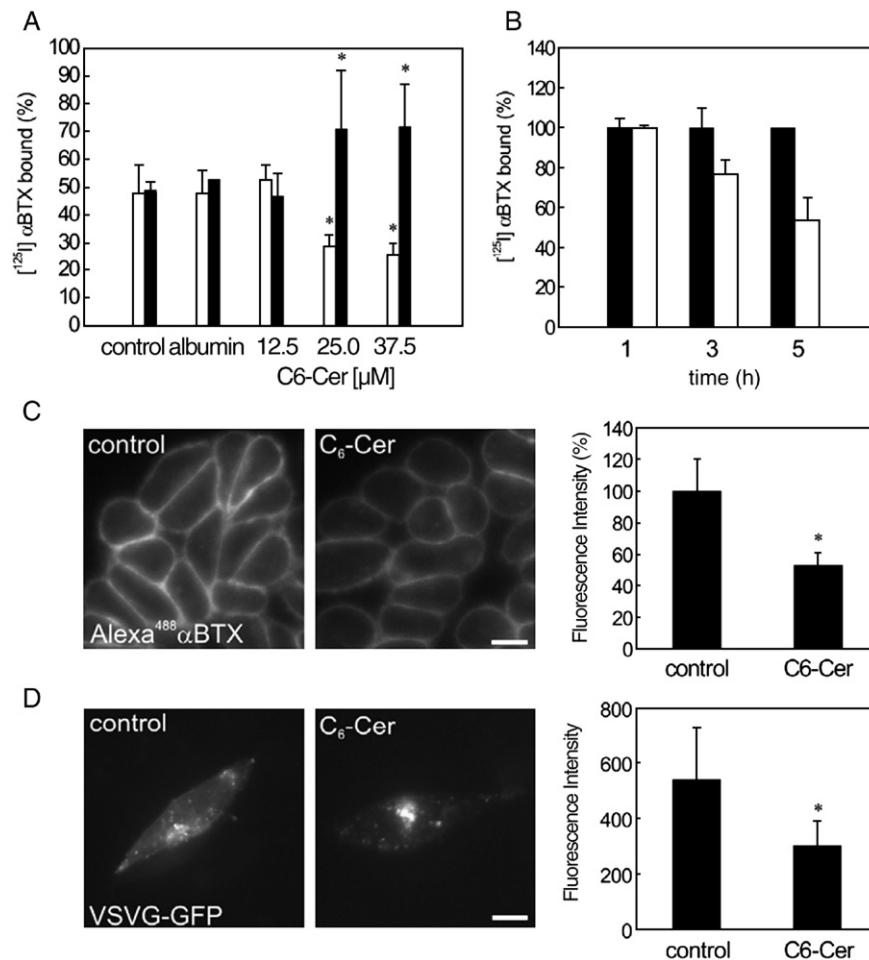 A
[¹²⁵I] αBTX bound (%)
100
90
80
70
60
50
40
30
20
10
0
* * * *
control albumin 12.5 25.0 37.5
C6-Cer [µM]
B
[¹²⁵I] αBTX bound (%)
140
120
100
80
60
40
20
0
1 3 5
time (h)
C
control
Alexa⁴⁸⁸αBTX
C₆-Cer
Fluorescence Intensity (%)
140
120
100
80
60
40
20
0
*
control C6-Cer
D
control
VSVG-GFP
C₆-Cer
Fluorescence Intensity
800
600
400
200
0
*
control C6-Cer